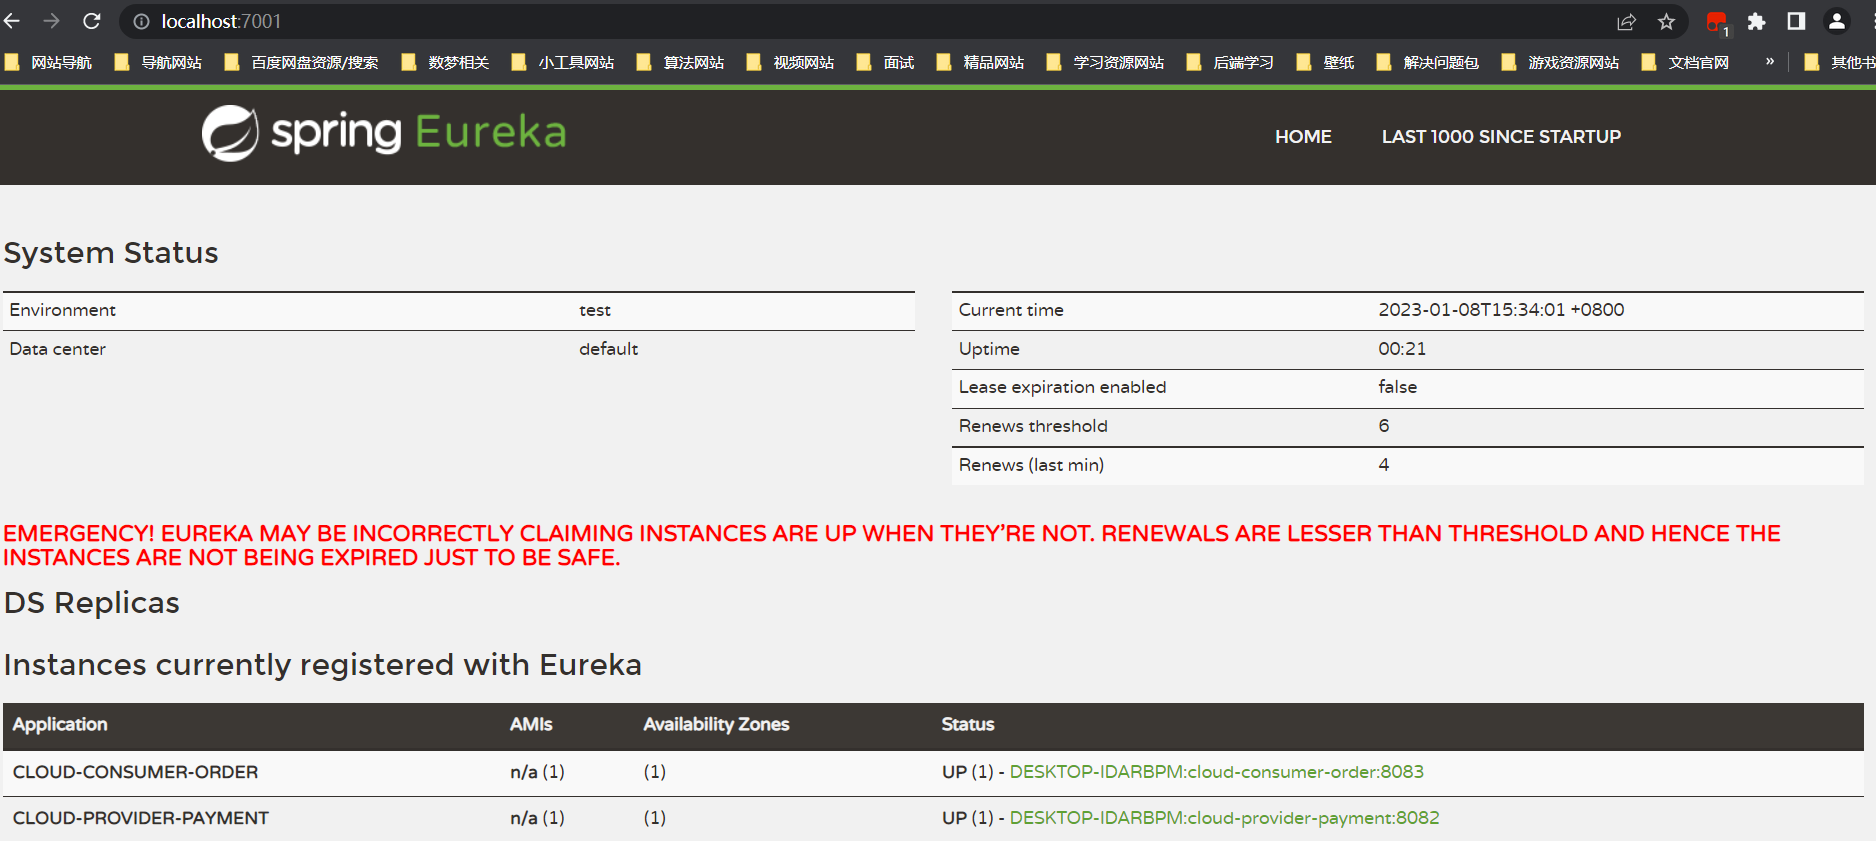 localhost:7001
1
网站导航 导航网站 百度网盘资源/搜索 数梦相关 小工具网站 算法网站 视频网站 面试 精品网站 学习资源网站 后端学习 壁纸 解决问题包 游戏资源网站 文档官网 » 其他书
spring Eureka HOME LAST 1000 SINCE STARTUP
System Status
Environment test
Data center default
Current time 2023-01-08T15:34:01 +0800
Uptime 00:21
Lease expiration enabled false
Renews threshold 6
Renews (last min) 4
EMERGENCY! EUREKA MAY BE INCORRECTLY CLAIMING INSTANCES ARE UP WHEN THEY'RE NOT. RENEWALS ARE LESSER THAN THRESHOLD AND HENCE THE
INSTANCES ARE NOT BEING EXPIRED JUST TO BE SAFE.
DS Replicas
Instances currently registered with Eureka
Application AMIs Availability Zones Status
CLOUD-CONSUMER-ORDER n/a (1) (1) UP (1) - DESKTOP-IDARBPM:cloud-consumer-order:8083
CLOUD-PROVIDER-PAYMENT n/a (1) (1) UP (1) - DESKTOP-IDARBPM:cloud-provider-payment:8082